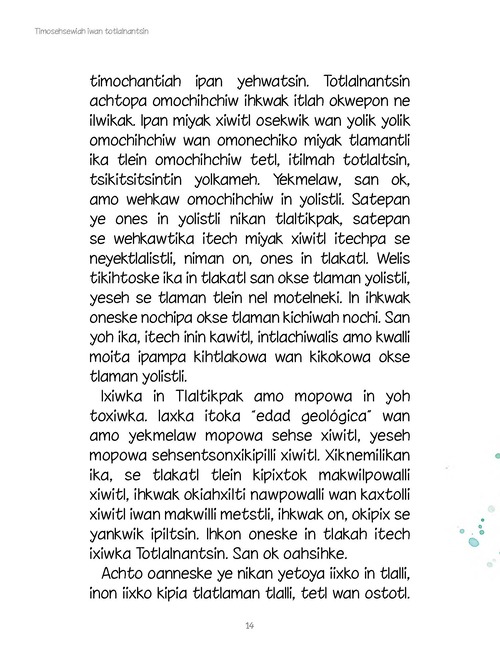 Timosehsewiah iwan totlalnantsin
timochantiah ipan yehwatsin. Totlalnantsin
achtopa omochihchiw ihkwak itlah okwepon ne
ilwikak. Ipan miyak xiwitl osekwik wan yolik yolik
omochihchiw wan omonechiko miyak tlamantli
ika tlein omochihchiw tetl, itilmah totlaltsin,
tsikitsitsintin yolkameh. Yekmelaw, san ok,
amo wehkaw omochihchiw in yolistli. Satepan
ye ones in yolistli nikan tlaltikpak, satepan
se wehkawtika itech miyak xiwitl itechpa se
neyektlalistli, niman on, ones in tlakatl. Welis
tikihtoske ika in tlakatl san okse tlaman yolistli,
yeseh se tlaman tlein nel motelneki. In ihkwak
oneske nochipa okse tlaman kichiwah nochi. San
yoh ika, itech inin kawitl, intlachiwalis amo kwalli
moita ipampa kihtlakowa wan kikokowa okse
tlaman yolistli.
Ixiwka in Tlaltikpak amo mopowa in yoh
toxiwka. Iaxka itoka "edad geológica" wan
amo yekmelaw mopowa sehse xiwitl, yeseh
mopowa sehsentsonxikipilli xiwitl. Xiknemilikan
ika, se tlakatl tlein kipixtok makwilpowalli
xiwitl, ihkwak okiahxilti nawpowalli wan kaxtolli
xiwitl iwan makwilli metstli, ihkwak on, okipix se
yankwik ipiltsin. Ihkon oneske in tlakah itech
ixiwka Totlalnantsin. San ok oahsihke.
Achto oanneske ye nikan yetoya iixko in tlalli,
inon iixko kipia tlatlaman tlalli, tetl wan ostotl.
14